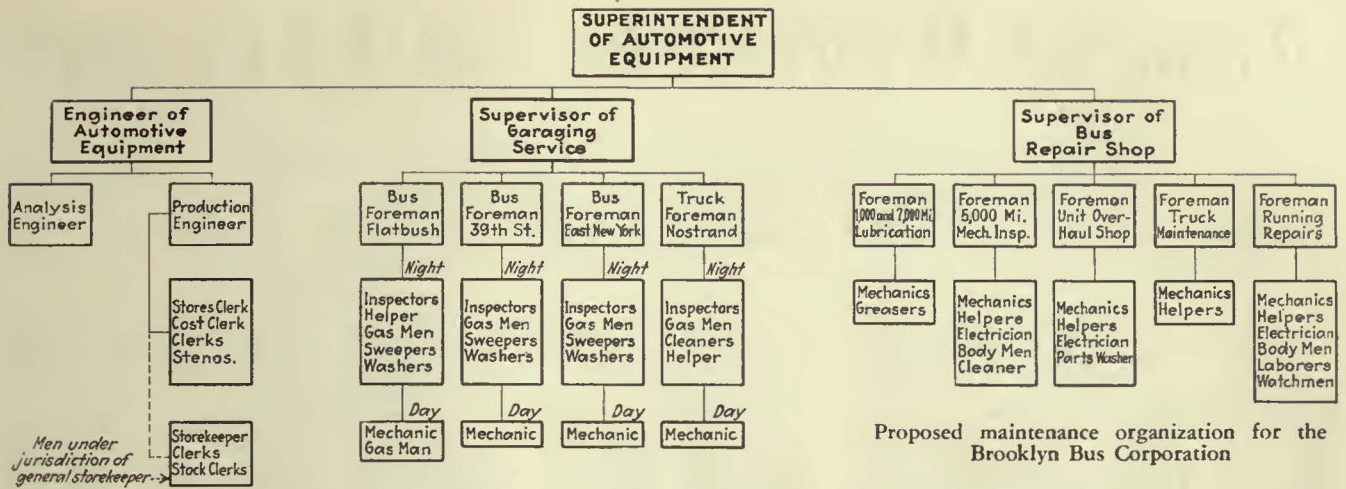 SUPERINTENDENT
OF AUTOMOTIVE
EQUIPMENT
Engineer of
Automotive
Equipment
Supervisor of
Garaging
Service
Supervisor of
Bus
Repair Shop
Analysis
Engineer
Production
Engineer
Bus
Foreman
Flatbush
Bus
Foreman
39th St.
Bus
Foreman
East New York
Truck
Foreman
Nostrand
Foreman
1,000 and 7,000 Mi.
Lubrication
Foreman
5,000 Mi.
Mech. Insp.
Foreman
Unit Over-
Haul Shop
Foreman
Truck
Maintenance
Foreman
Running
Repairs
Night
Night
Night
Night
Stores Clerk
Cost Clerk
Clerks
Stenos.
Inspectors
Helper
Gas Men
Sweepers
Washers
Inspectors
Gas Men
Sweepers
Washers
Inspectors
Gas Men
Sweepers
Washers
Inspectors
Gas Men
Cleaners
Helper
Mechanics
Greasers
Mechanics
Helpers
Electrician
Body Men
Cleaner
Mechanics
Helpers
Electrician
Parts Washer
Mechanics
Helpers
Mechanics
Helpers
Electrician
Body Men
Laborers
Watchmen
Day
Day
Day
Day
Storekeeper
Clerks
Stock Clerks
Mechanic
Gas Man
Mechanic
Mechanic
Mechanic
Men under
jurisdiction of
general storekeeper
Proposed maintenance organization for the
Brooklyn Bus Corporation